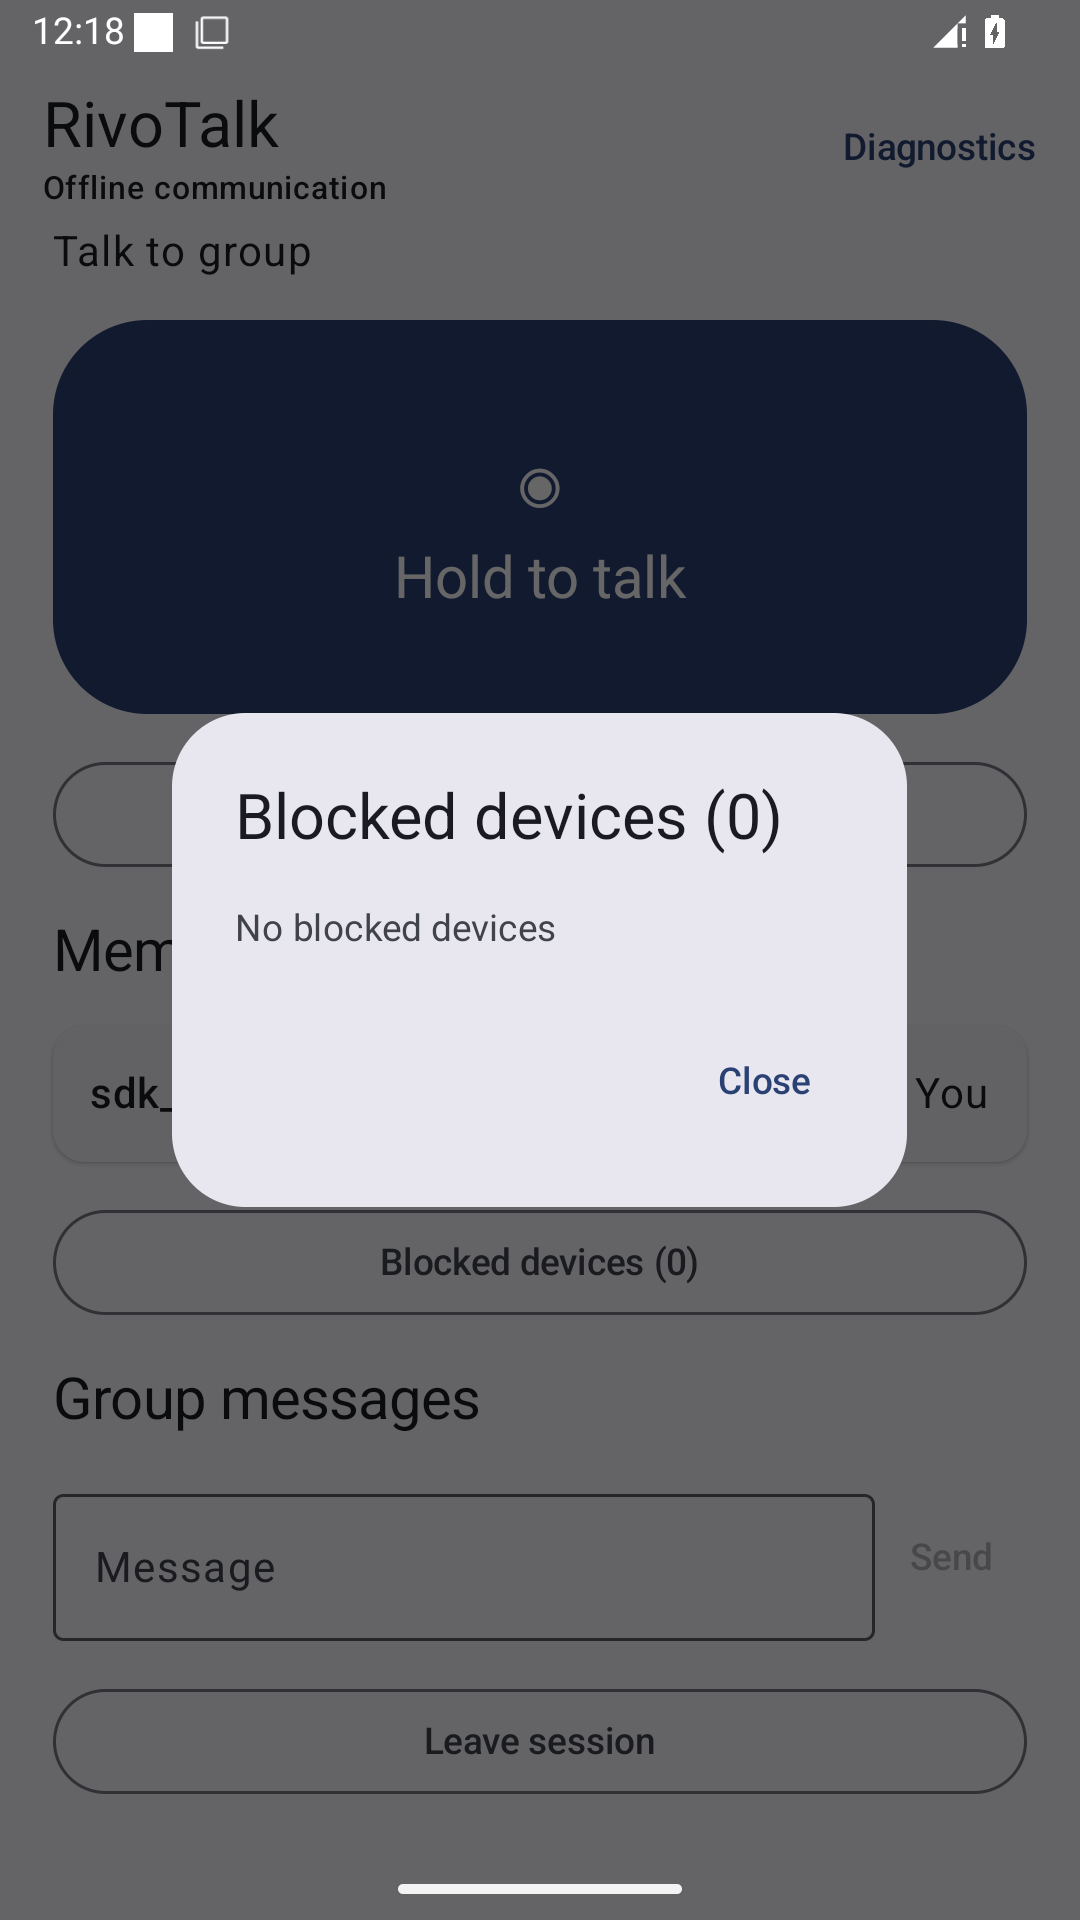 12:18
RivoTalk
Diagnostics
Offline communication
Talk to group
Hold to talk
Blocked devices (0)
No blocked devices
Close
You
Blocked devices (0)
Group messages
Message
Send
Leave session